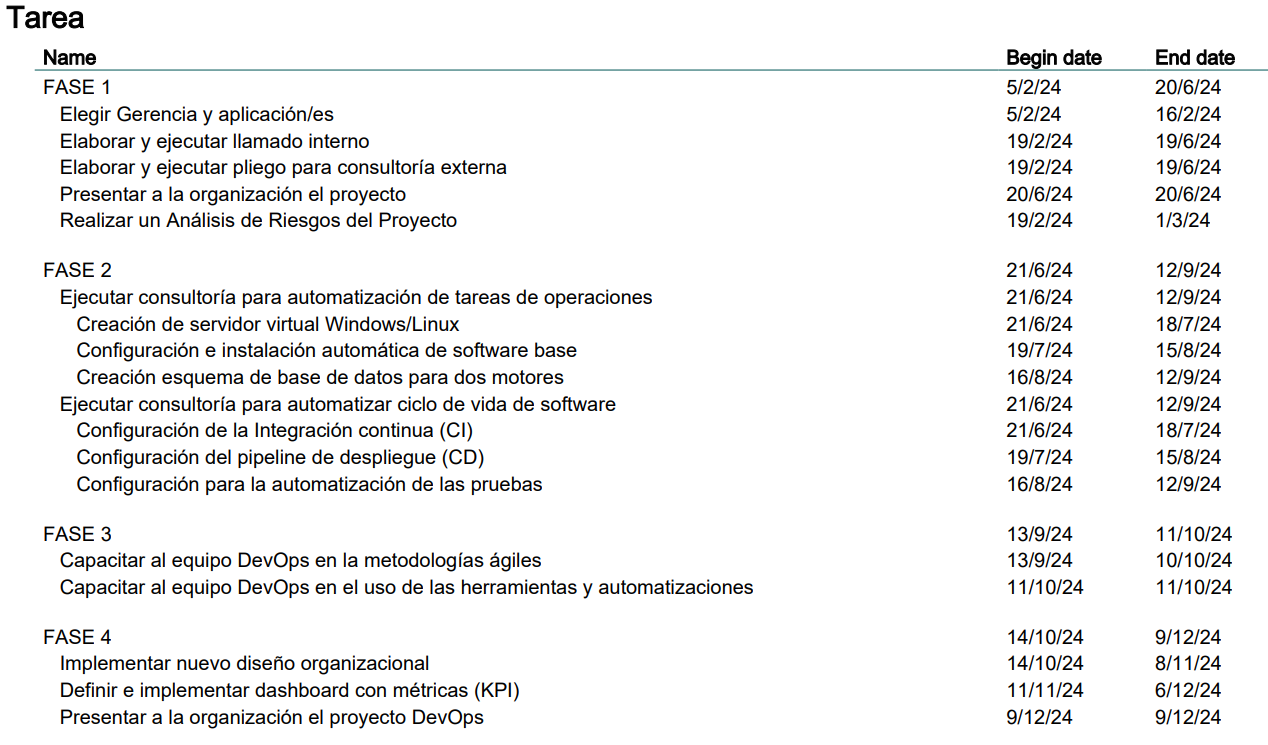 Tarea
Name Begin date End date
FASE 1 5/2/24 20/6/24
Elegir Gerencia y aplicación/es 5/2/24 16/2/24
Elaborar y ejecutar llamado interno 19/2/24 19/6/24
Elaborar y ejecutar pliego para consultoría externa 19/2/24 19/6/24
Presentar a la organización el proyecto 20/6/24 20/6/24
Realizar un Análisis de Riesgos del Proyecto 19/2/24 1/3/24
FASE 2 21/6/24 12/9/24
Ejecutar consultoría para automatización de tareas de operaciones 21/6/24 12/9/24
Creación de servidor virtual Windows/Linux 21/6/24 18/7/24
Configuración e instalación automática de software base 19/7/24 15/8/24
Creación esquema de base de datos para dos motores 16/8/24 12/9/24
Ejecutar consultoría para automatizar ciclo de vida de software 21/6/24 12/9/24
Configuración de la Integración continua (CI) 21/6/24 18/7/24
Configuración del pipeline de despliegue (CD) 19/7/24 15/8/24
Configuración para la automatización de las pruebas 16/8/24 12/9/24
FASE 3 13/9/24 11/10/24
Capacitar al equipo DevOps en la metodologías ágiles 13/9/24 10/10/24
Capacitar al equipo DevOps en el uso de las herramientas y automatizaciones 11/10/24 11/10/24
FASE 4 14/10/24 9/12/24
Implementar nuevo diseño organizacional 14/10/24 8/11/24
Definir e implementar dashboard con métricas (KPI) 11/11/24 6/12/24
Presentar a la organización el proyecto DevOps 9/12/24 9/12/24